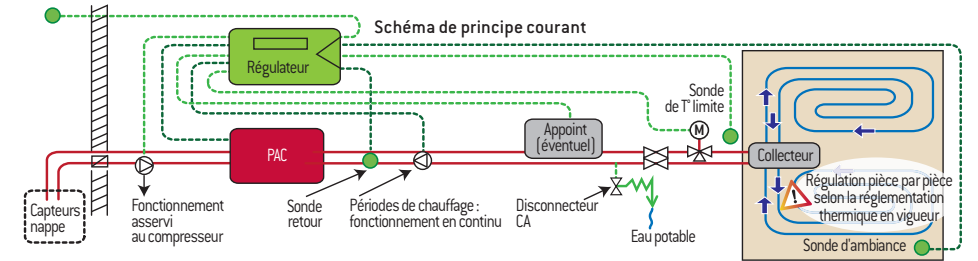 Schéma de principe courant
Régulateur
Sonde
de T° limite
M
Appoint
(éventuel)
PAC
Collecteur
Capteurs
nappe
Fonctionnement
asservi
au compresseur
Sonde
retour
Périodes de chauffage :
fonctionnement en continu
Disconnecteur
CA
Eau potable
!
Régulation pièce par pièce
selon la réglementation
thermique en vigueur
Sonde d'ambiance